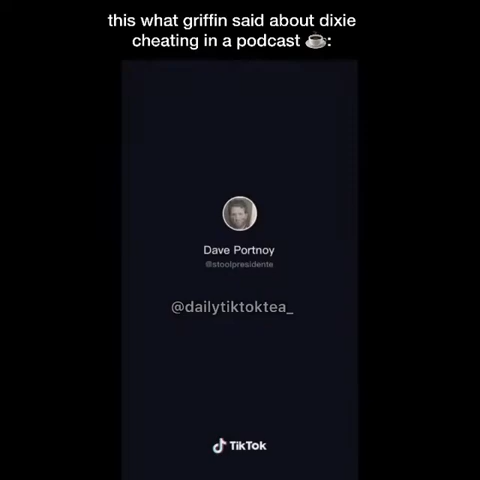 this what griffin said about dixie
cheating in a podcast ☕:
Dave Portnoy
@stoolpresidente
@dailytiktoktea_
TikTok